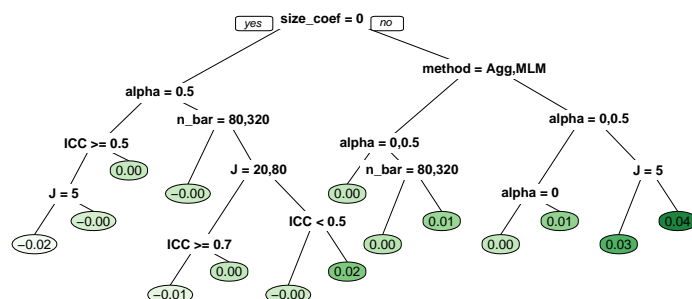 size_coef = 0
yes
no
method = Agg,MLM
alpha = 0.5
n_bar = 80,320
alpha = 0,0.5
ICC >= 0.5
alpha = 0,0.5
0.00
J = 20,80
n_bar = 80,320
J = 5
J = 5
−0.00
0.00
alpha = 0
−0.00
ICC < 0.5
0.01
0.01
0.04
−0.02
ICC >= 0.7
0.00
0.00
0.03
0.00
0.02
−0.01
−0.00